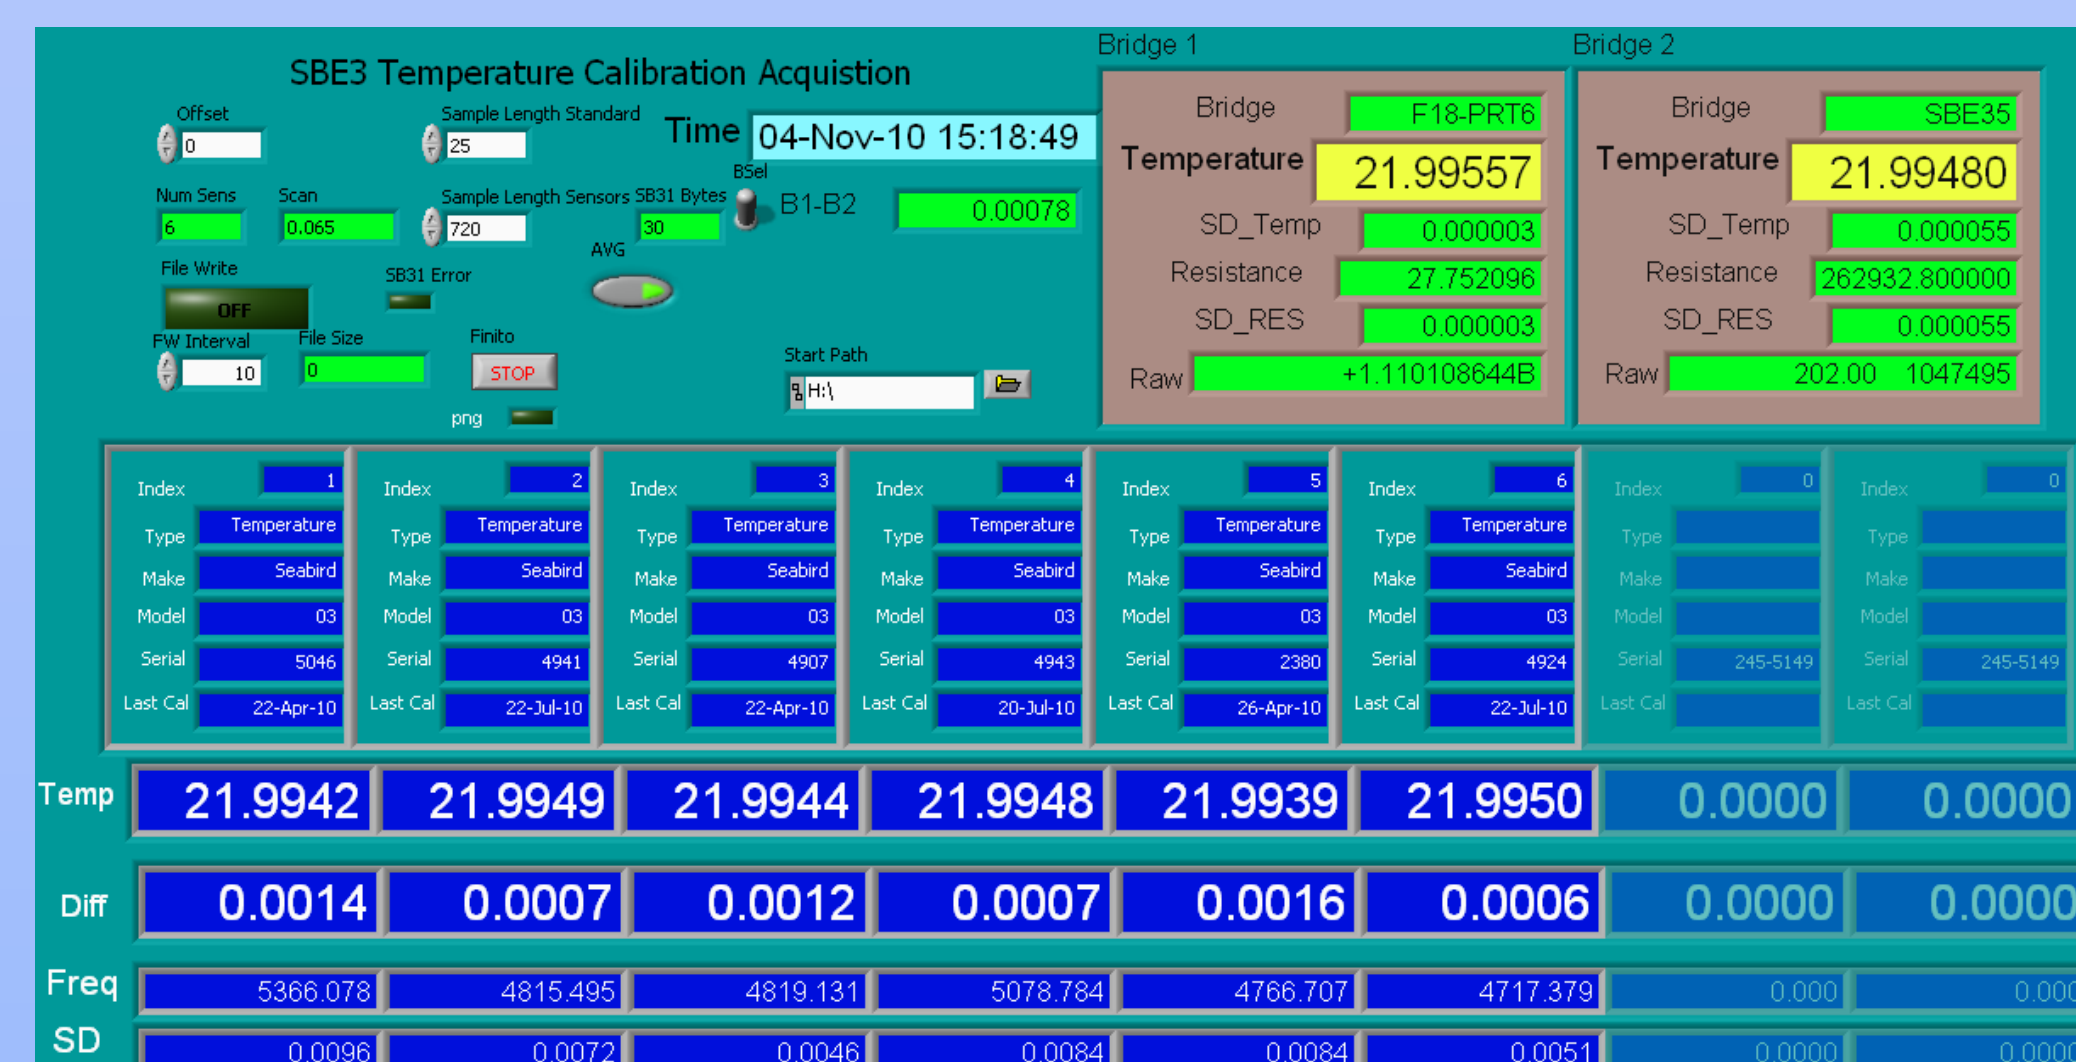 SBE3 Temperature Calibration Acquistion
Offset
0
Sample Length Standard
25
Time 04-Nov-10 15:18:49
Num Sens
6
Scan
0.065
Sample Length Sensors
720
SB31 Bytes
30
BSel
B1-B2 0.00078
File Write
OFF
SB31 Error
AVG
FW Interval
10
File Size
0
Finito
STOP
png
Start Path
H:\
Bridge 1
Bridge F18-PRT6
Temperature 21.99557
SD_Temp 0.000003
Resistance 27.752096
SD_RES 0.000003
Raw +1.110108644B
Bridge 2
Bridge SBE35
Temperature 21.99480
SD_Temp 0.000055
Resistance 262932.800000
SD_RES 0.000055
Raw 202.00 1047495
Index 1 Index 2 Index 3 Index 4 Index 5 Index 6 Index 0 Index 0
Type Temperature Type Temperature Type Temperature Type Temperature Type Temperature Type Temperature Type Type
Make Seabird Make Seabird Make Seabird Make Seabird Make Seabird Make Seabird Make Make
Model 03 Model 03 Model 03 Model 03 Model 03 Model 03 Model Model
Serial 5046 Serial 4941 Serial 4907 Serial 4943 Serial 2380 Serial 4924 Serial 245-5149 Serial 245-5149
Last Cal 22-Apr-10 Last Cal 22-Jul-10 Last Cal 22-Apr-10 Last Cal 20-Jul-10 Last Cal 26-Apr-10 Last Cal 22-Jul-10 Last Cal Last Cal
Temp 21.9942 21.9949 21.9944 21.9948 21.9939 21.9950 0.0000 0.0000
Diff 0.0014 0.0007 0.0012 0.0007 0.0016 0.0006 0.0000 0.0000
Freq 5366.078 4815.495 4819.131 5078.784 4766.707 4717.379 0.000 0.000
SD 0.0096 0.0072 0.0046 0.0084 0.0084 0.0051 0.0000 0.0000